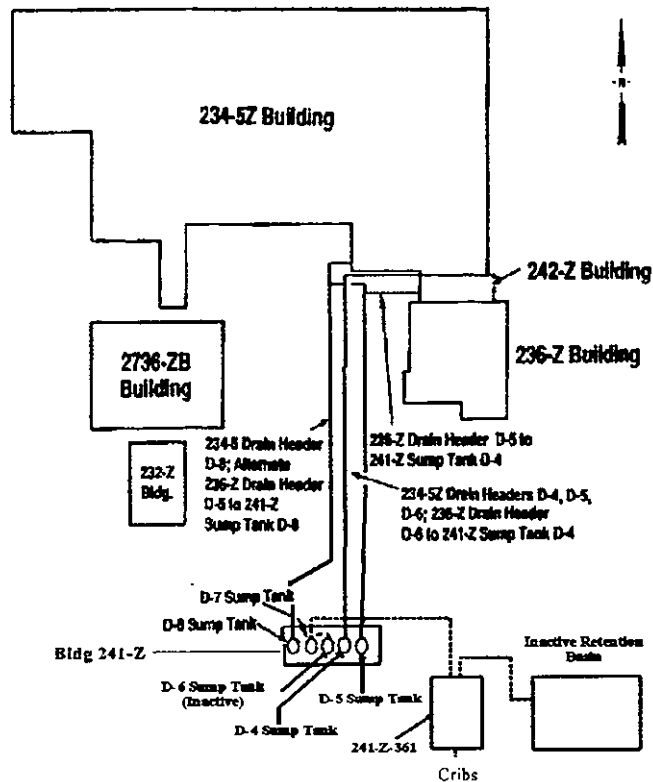 234-5Z Building
N
242-Z Building
236-Z Building
2736-ZB
Building
232-Z
Bldg.
234-5 Drain Header
D-8; Alternate
236-Z Drain Header
D-5 to 241-Z
Sump Tank D-8
236-Z Drain Header D-5 to
241-Z Sump Tank D-4
234-5Z Drain Headers D-4, D-5,
D-6; 236-Z Drain Header
D-6 to 241-Z Sump Tank D-4
D-7 Sump Tank
D-8 Sump Tank
Bldg 241-Z
D-6 Sump Tank
(Inactive)
D-5 Sump Tank
D-4 Sump Tank
241-Z-361
Inactive Retention
Basin
Cribs